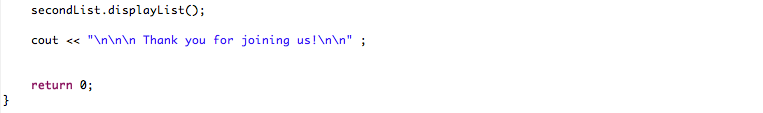 secondList.displayList();
cout << "\n\n\n Thank you for joining us!\n\n" ;
return 0;
}